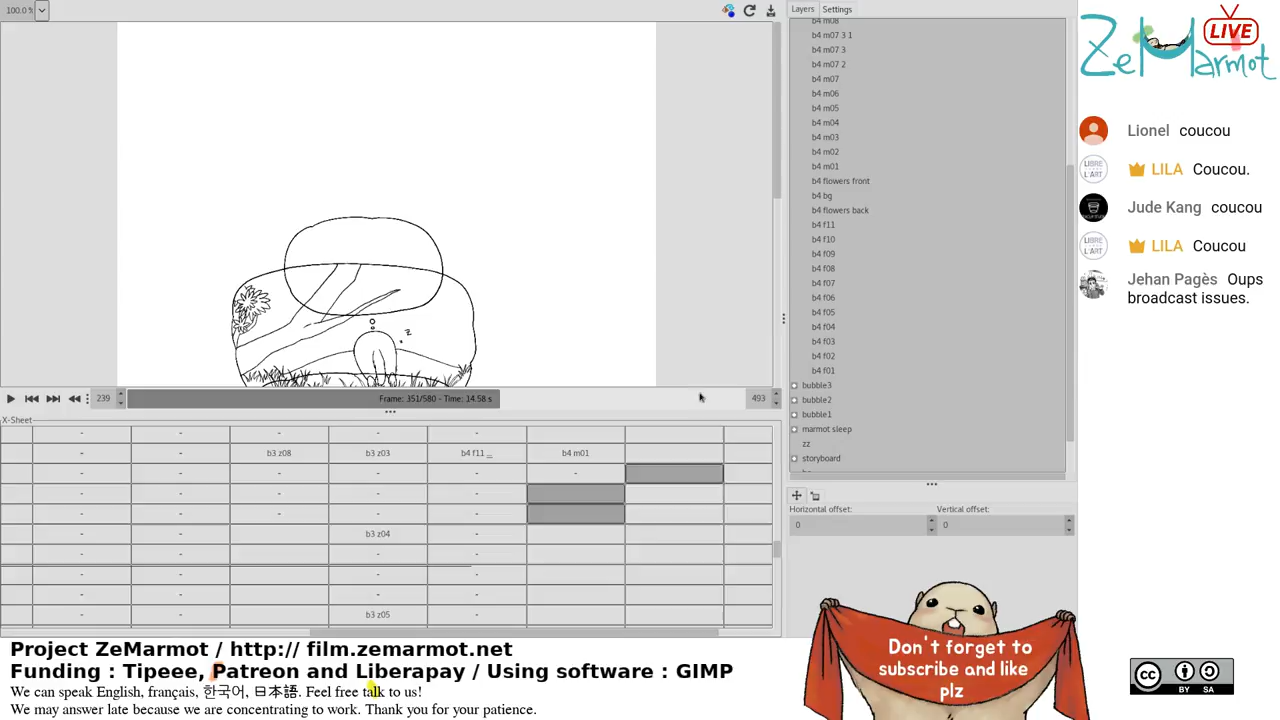 100.0 %
Layers
Settings
b4 m08
b4 m07 3 1
b4 m07 3
b4 m07 2
b4 m07
b4 m06
b4 m05
b4 m04
b4 m03
b4 m02
b4 m01
b4 flowers front
b4 bg
b4 flowers back
b4 f11
b4 f10
b4 f09
b4 f08
b4 f07
b4 f06
b4 f05
b4 f04
b4 f03
b4 f02
b4 f01
bubble3
bubble2
bubble1
marmot sleep
zz
storyboard
z
239
Frame: 351/580 - Time: 14.58 s
493
X-Sheet
- - - - - -
- - b3 z08 b3 z03 b4 f11 b4 m01
- - - - - -
- - - - -
- - - - -
- - b3 z04 -
- - - -
- - - -
- - - -
- - b3 z05 -
Horizontal offset:
Vertical offset:
0
0
ZeMarmot
LIVE
Lionel coucou
LILA Coucou.
Jude Kang coucou
LILA Coucou
Jehan Pagès Oups
broadcast issues.
Don't forget to
subscribe and like
plz
Project ZeMarmot / http:// film.zemarmot.net
Funding : Tipeee, Patreon and Liberapay / Using software : GIMP
We can speak English, français, 한국어, 日本語. Feel free talk to us!
We may answer late because we are concentrating to work. Thank you for your patience.
cc
BY SA